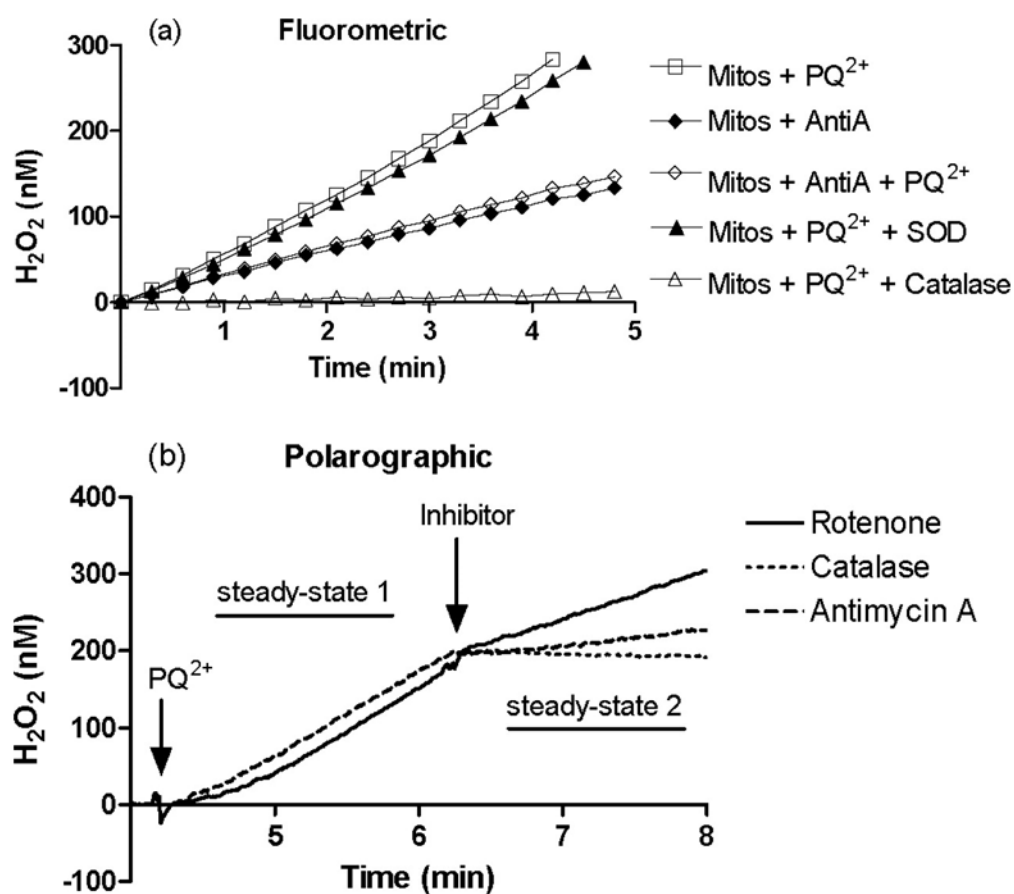 (a) Fluorometric
300
200
100
0
-100
H₂O₂ (nM)
1 2 3 4 5
Time (min)
Mitos + PQ²⁺
Mitos + AntiA
Mitos + AntiA + PQ²⁺
Mitos + PQ²⁺ + SOD
Mitos + PQ²⁺ + Catalase
(b) Polarographic
400
300
200
100
0
-100
H₂O₂ (nM)
Inhibitor
steady-state 1
PQ²⁺
steady-state 2
5 6 7 8
Time (min)
Rotenone
Catalase
Antimycin A